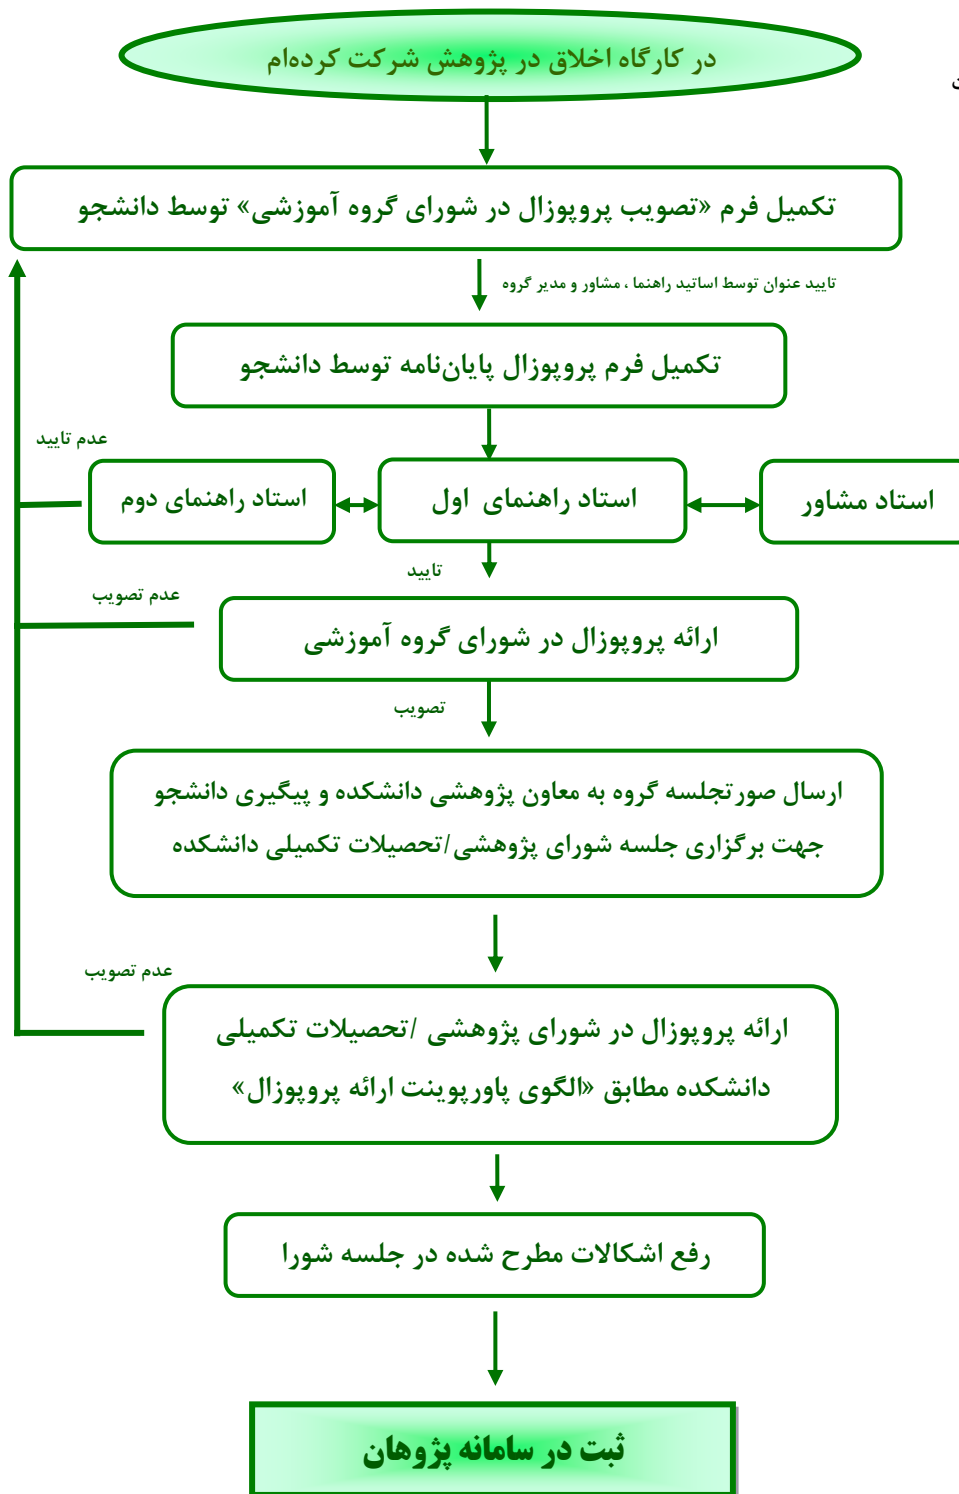 در کارگاه اخلاق در پژوهش شرکت کرده‌ام
تکمیل فرم «تصویب پروپوزال در شورای گروه آموزشی» توسط دانشجو
تایید عنوان توسط اساتید راهنما ، مشاور و مدیر گروه
تکمیل فرم پروپوزال پایان‌نامه توسط دانشجو
عدم تایید
استاد مشاور
استاد راهنمای اول
استاد راهنمای دوم
تایید
عدم تصویب
ارائه پروپوزال در شورای گروه آموزشی
تصویب
ارسال صورتجلسه گروه به معاون پژوهشی دانشکده و پیگیری دانشجو
جهت برگزاری جلسه شورای پژوهشی/تحصیلات تکمیلی دانشکده
عدم تصویب
ارائه پروپوزال در شورای پژوهشی /تحصیلات تکمیلی
دانشکده مطابق «الگوی پاورپوینت ارائه پروپوزال»
رفع اشکالات مطرح شده در جلسه شورا
ثبت در سامانه پژوهان